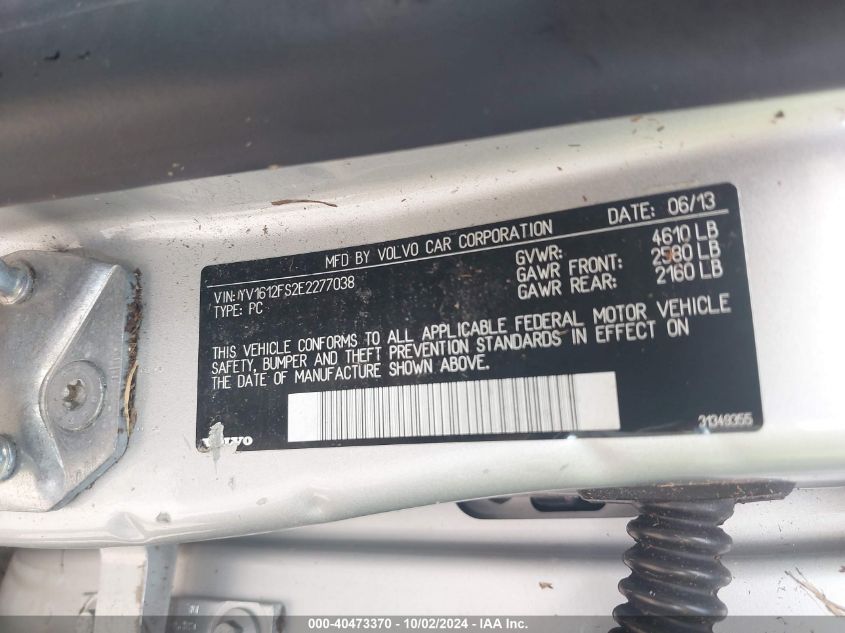 MFD BY VOLVO CAR CORPORATION DATE: 06/13
VIN: YV1612FS2E2277038
TYPE: PC
GVWR: 4610 LB
GAWR FRONT: 2580 LB
GAWR REAR: 2160 LB
THIS VEHICLE CONFORMS TO ALL APPLICABLE FEDERAL MOTOR VEHICLE
SAFETY, BUMPER AND THEFT PREVENTION STANDARDS IN EFFECT ON
THE DATE OF MANUFACTURE SHOWN ABOVE.
31349355
000-40473370 - 10/02/2024 - IAA Inc.